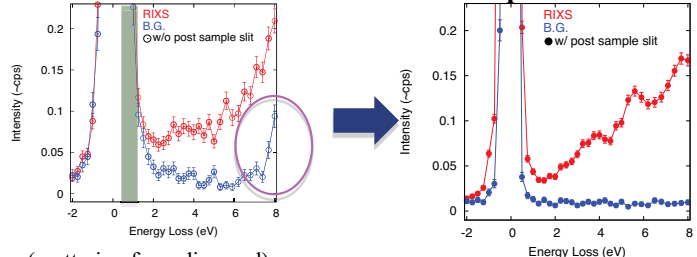 RIXS
B.G.
w/o post sample slit
Intensity (~cps)
0.2
0.15
0.1
0.05
0
-2 0 2 4 6 8
Energy Loss (eV)
RIXS
B.G.
w/ post sample slit
Intensity (~cps)
0.2
0.15
0.1
0.05
0
-2 0 2 4 6 8
Energy Loss (eV)